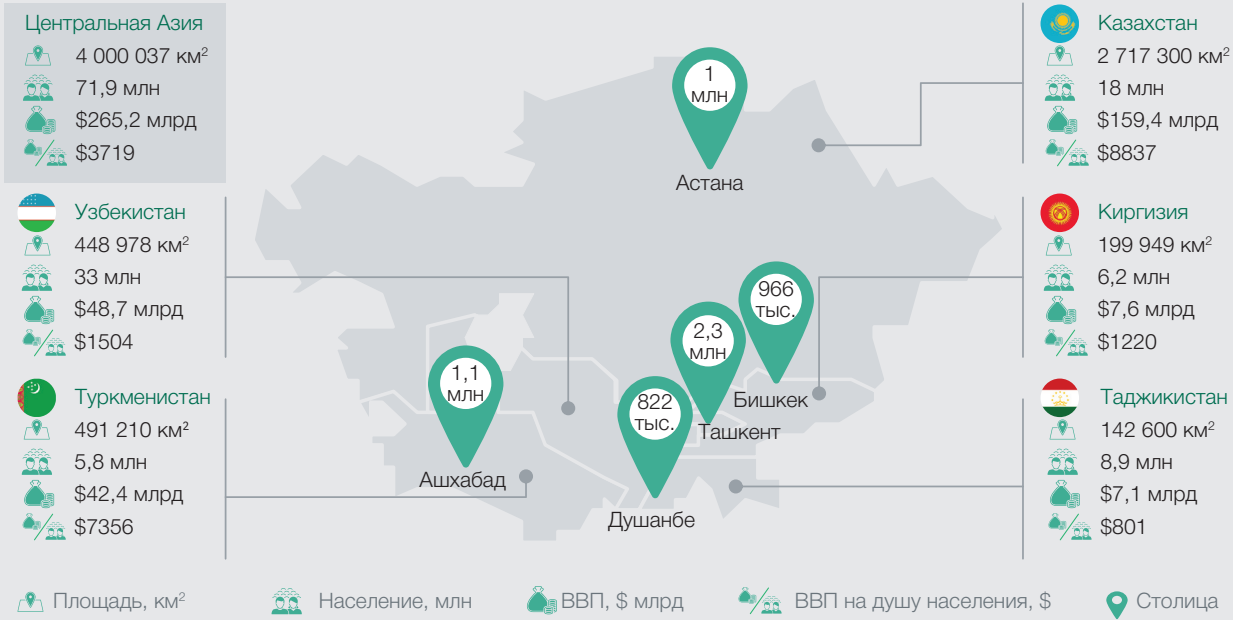 Центральная Азия
4 000 037 км²
71,9 млн
$265,2 млрд
$3719
Узбекистан
448 978 км²
33 млн
$48,7 млрд
$1504
Туркменистан
491 210 км²
5,8 млн
$42,4 млрд
$7356
1
млн
Астана
966
тыс.
Бишкек
2,3
млн
Ташкент
1,1
млн
Ашхабад
822
тыс.
Душанбе
Казахстан
2 717 300 км²
18 млн
$159,4 млрд
$8837
Киргизия
199 949 км²
6,2 млн
$7,6 млрд
$1220
Таджикистан
142 600 км²
8,9 млн
$7,1 млрд
$801
Площадь, км²
Население, млн
ВВП, $ млрд
ВВП на душу населения, $
Столица